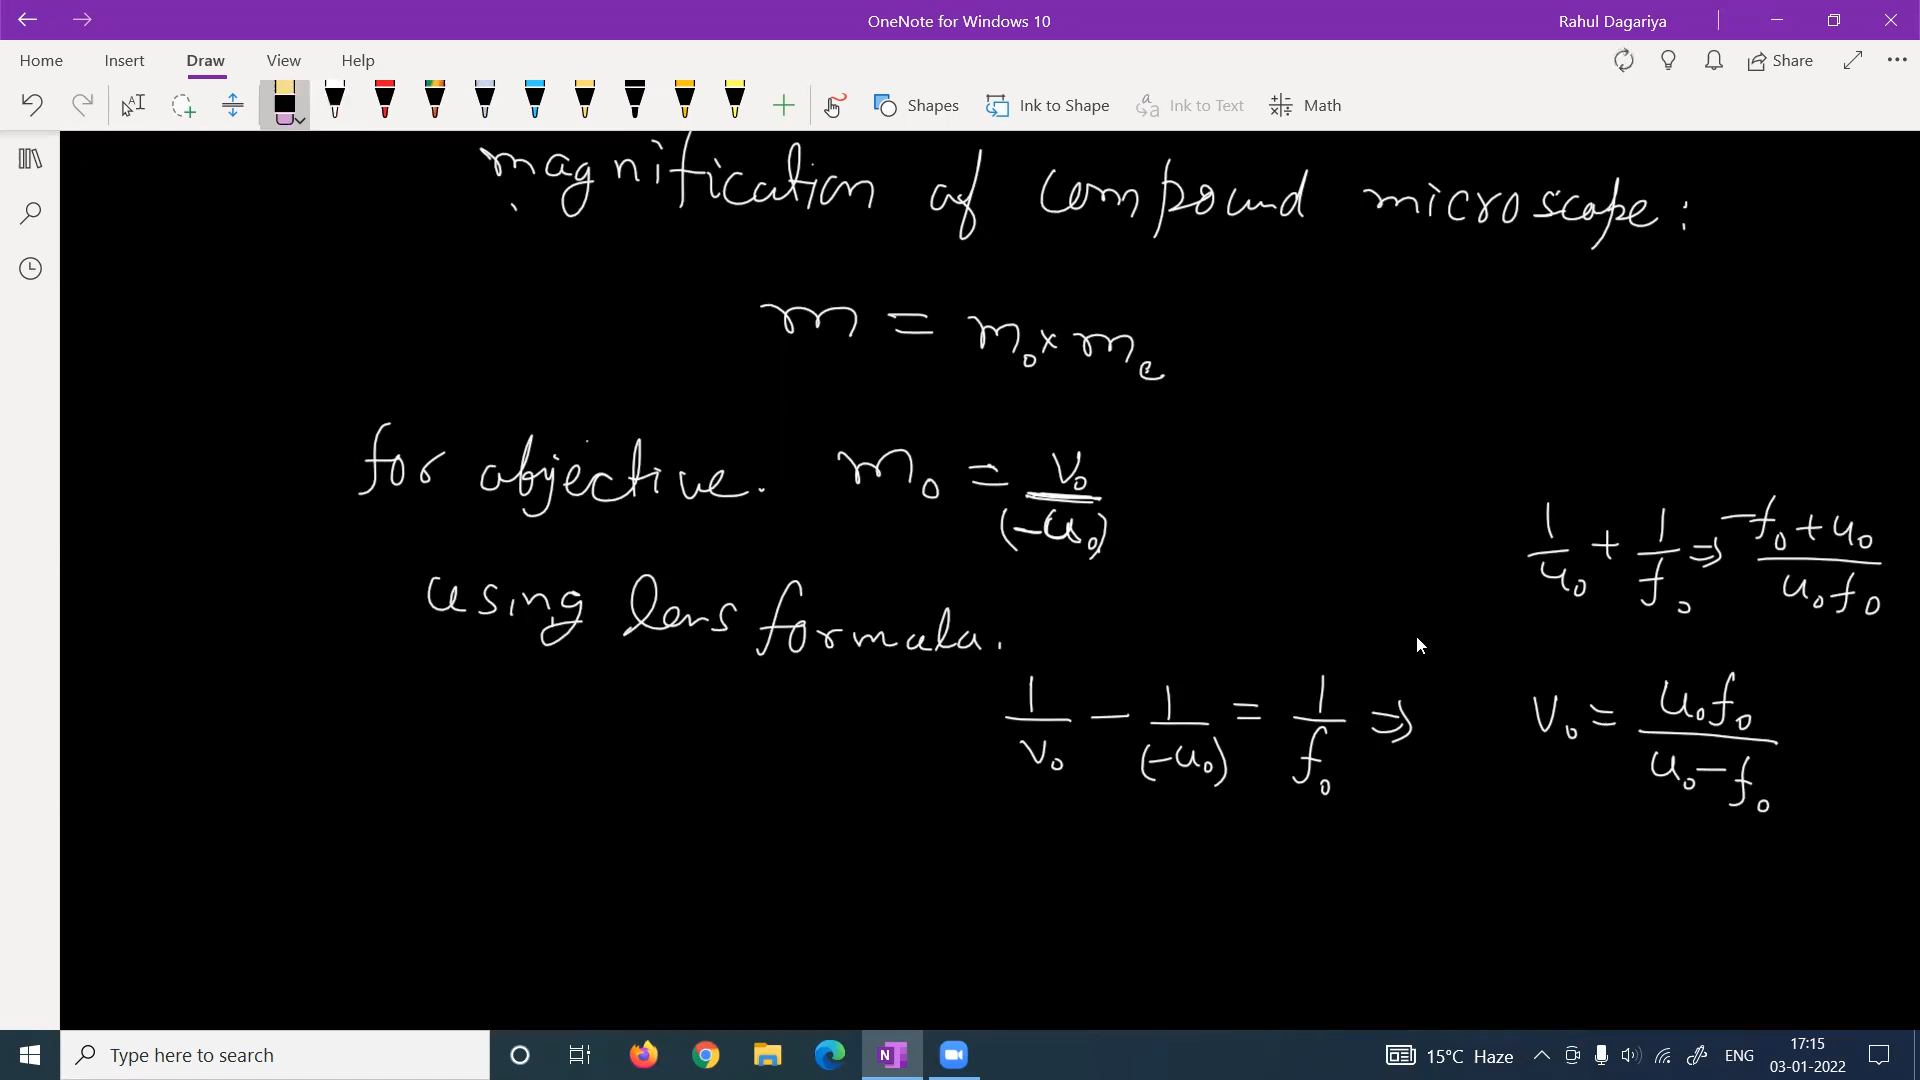 OneNote for Windows 10
Rahul Dagariya
Home Insert Draw View Help
Share
Shapes Ink to Shape Ink to Text Math
magnification of compound microscope:
m = m₀ × mₑ
for objective. m₀ = v₀/(-u₀)
1/u₀ + 1/f₀ ⇒ (-f₀+u₀)/(u₀f₀)
using lens formula.
1/v₀ - 1/(-u₀) = 1/f₀ ⇒ V₀ = u₀f₀/(u₀-f₀)
Type here to search
15°C Haze
ENG
17:15
03-01-2022